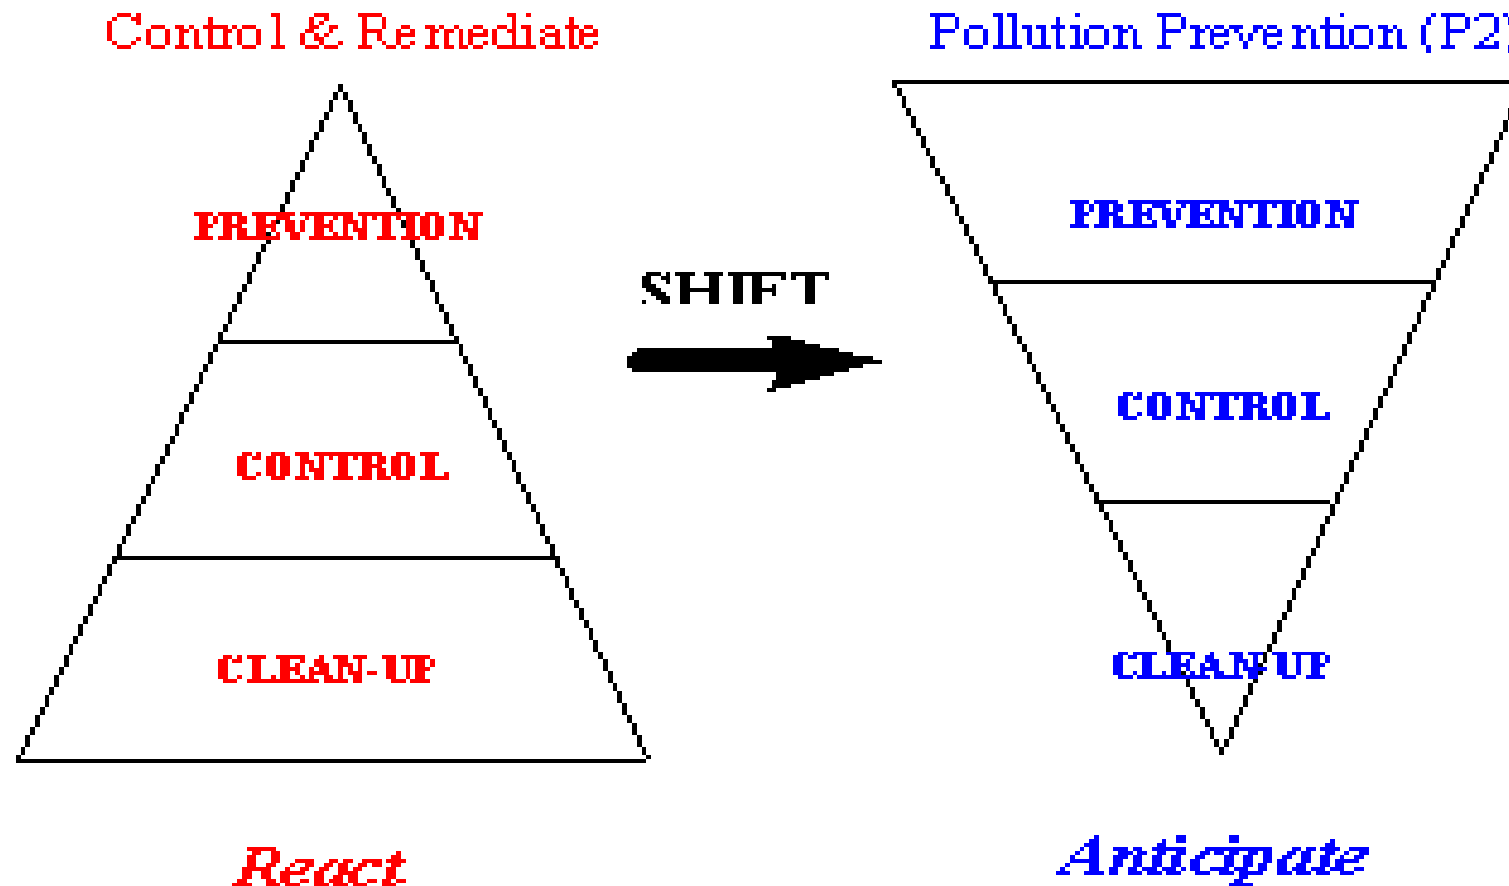 Control & Remediate
PREVENTION
CONTROL
CLEAN-UP
React
SHIFT
Pollution Prevention (P2)
PREVENTION
CONTROL
CLEAN-UP
Anticipate